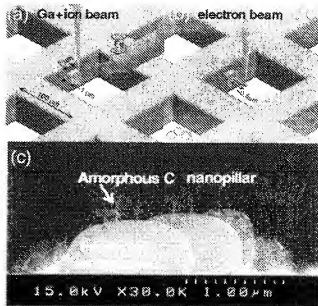 (a) Ga+ion beam
electron beam
(c)
Amorphous C nanopillar
15.0kV X30.0K 1.00µm